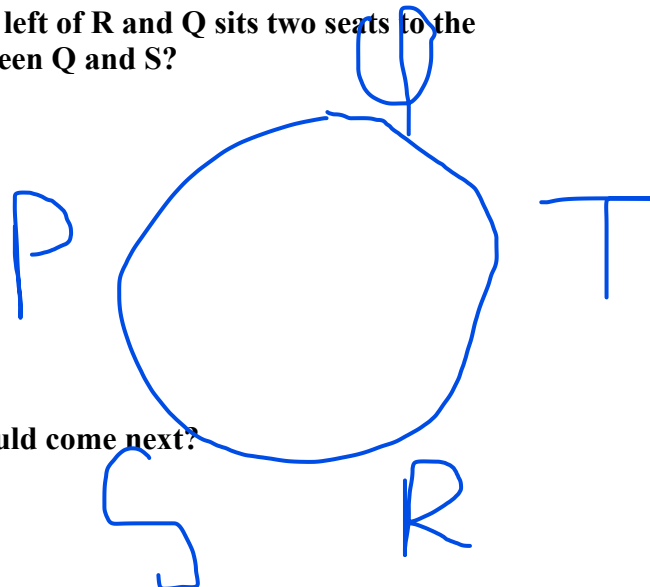 left of R and Q sits two seats to the
een Q and S?
Q
P
T
uld come next?
S
R